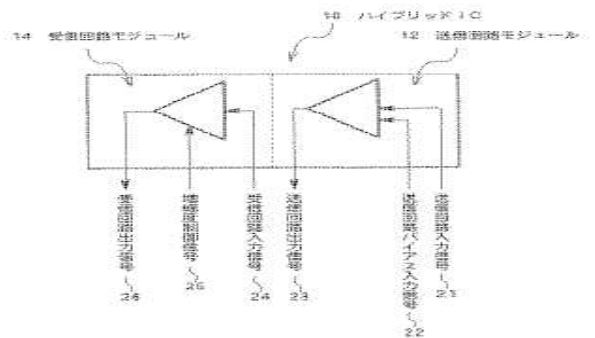 10 ハイブリッドIC
14 受信回路モジュール
12 送信回路モジュール
受信回路出力信号
26
増幅度制御信号
25
受信回路入力信号
24
送信回路出力信号
23
送信回路バイアス入力信号
22
送信回路入力信号
21